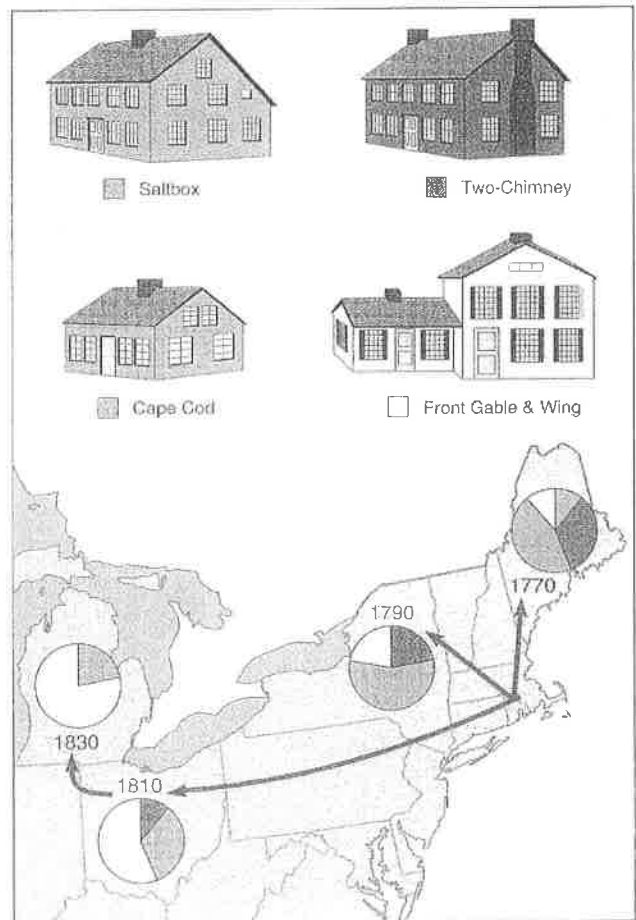 Saltbox
Two-Chimney
Cape Cod
Front Gable & Wing
1770
1790
1830
1810